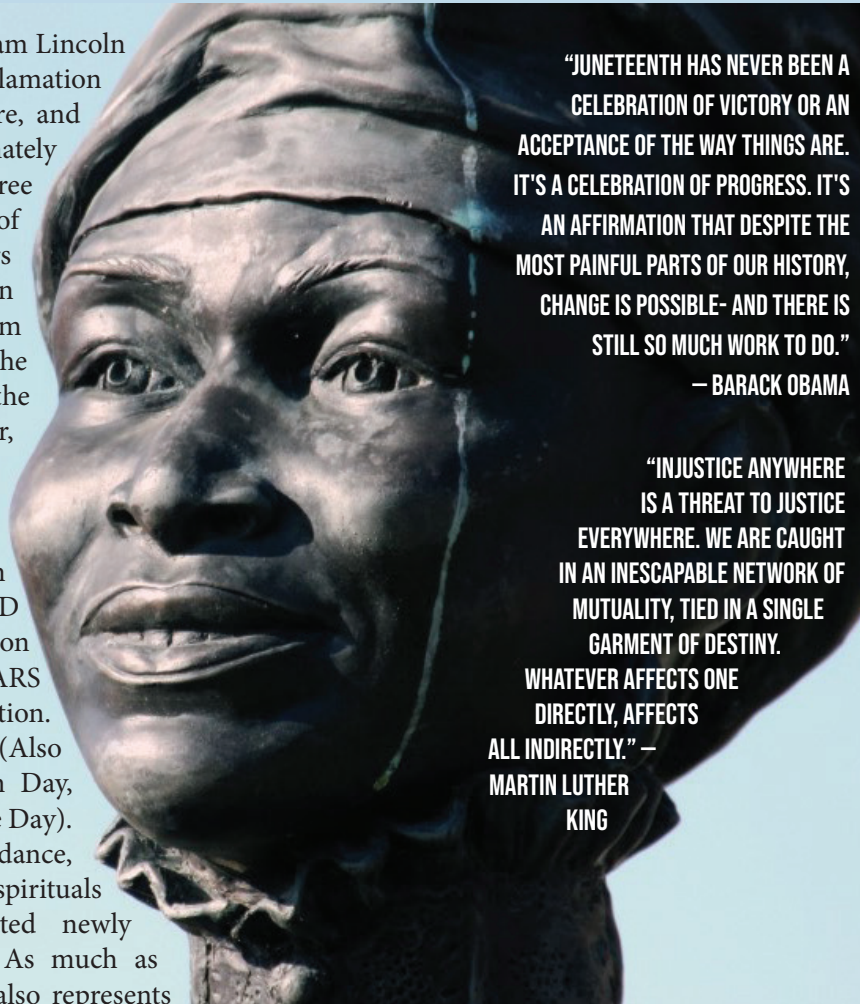 am Lincoln
lamation
re, and
nately
ree
of
rs
n
m
he
the
r,
n
D
on
ARS
tion.
(Also
n Day,
e Day).
dance,
spirituals
ted newly
As much as
also represents
“JUNETEENTH HAS NEVER BEEN A
CELEBRATION OF VICTORY OR AN
ACCEPTANCE OF THE WAY THINGS ARE.
IT'S A CELEBRATION OF PROGRESS. IT'S
AN AFFIRMATION THAT DESPITE THE
MOST PAINFUL PARTS OF OUR HISTORY,
CHANGE IS POSSIBLE- AND THERE IS
STILL SO MUCH WORK TO DO.”
– BARACK OBAMA
“INJUSTICE ANYWHERE
IS A THREAT TO JUSTICE
EVERYWHERE. WE ARE CAUGHT
IN AN INESCAPABLE NETWORK OF
MUTUALITY, TIED IN A SINGLE
GARMENT OF DESTINY.
WHATEVER AFFECTS ONE
DIRECTLY, AFFECTS
ALL INDIRECTLY.” –
MARTIN LUTHER
KING